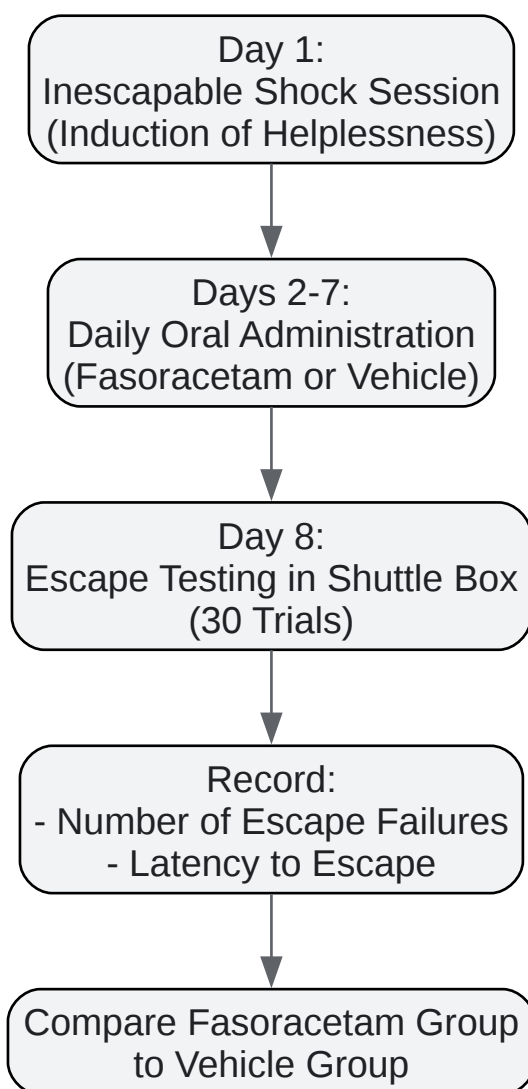 Day 1:
Inescapable Shock Session
(Induction of Helplessness)
Days 2-7:
Daily Oral Administration
(Fasoracetam or Vehicle)
Day 8:
Escape Testing in Shuttle Box
(30 Trials)
Record:
- Number of Escape Failures
- Latency to Escape
Compare Fasoracetam Group
to Vehicle Group